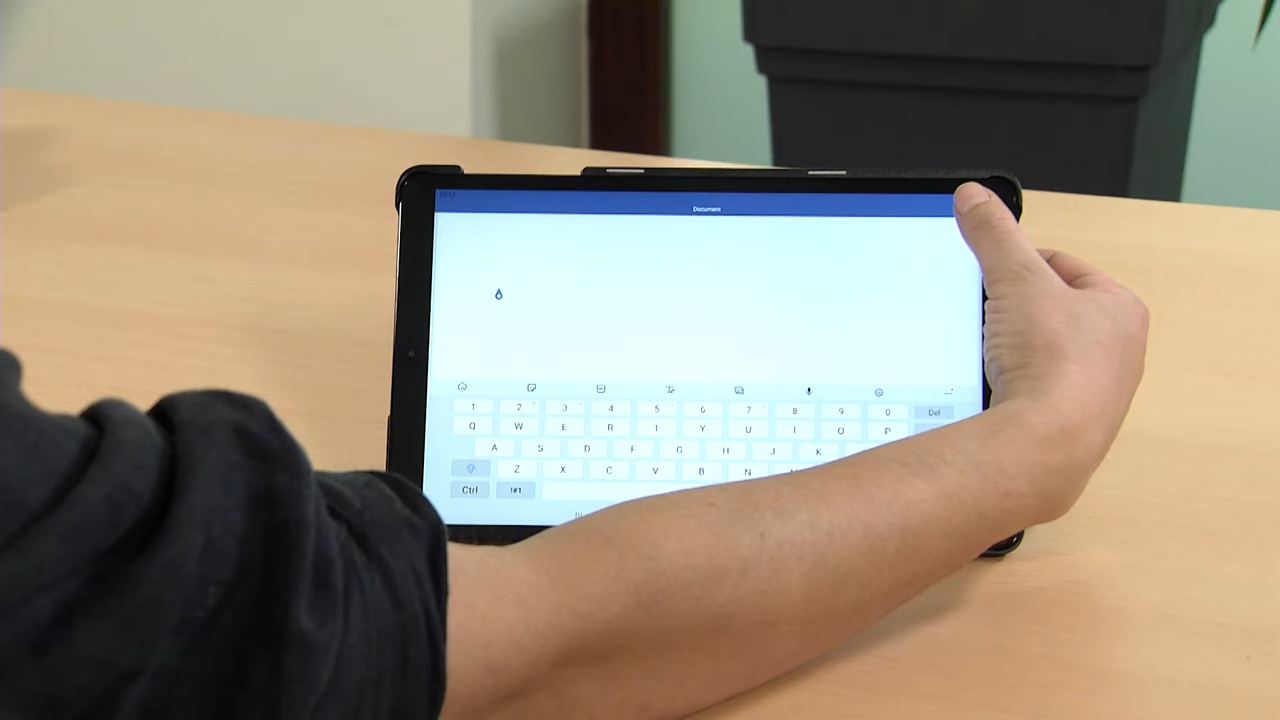 Document
1 2 3 4 5 6 7 8 9 0 Del
Q W E R T Y U I O P
A S D F G H J K
Z X C V B N
Ctrl !#1